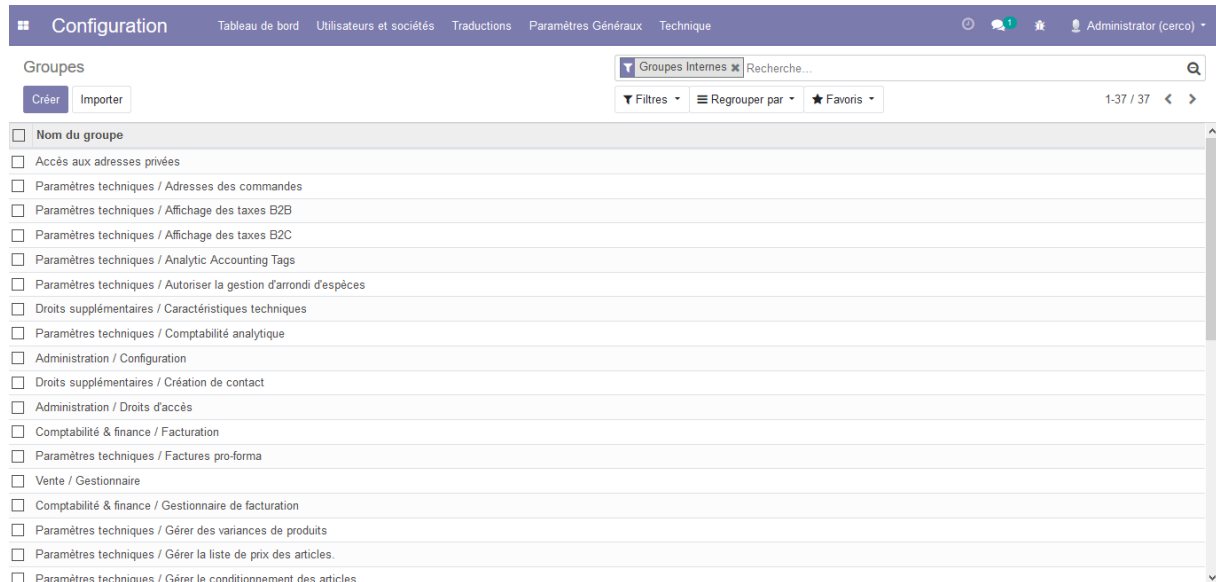 Configuration Tableau de bord Utilisateurs et sociétés Traductions Paramètres Généraux Technique 1 Administrator (cerco)
Groupes Groupes Internes Recherche...
Créer Importer Filtres Regrouper par Favoris 1-37 / 37
Nom du groupe
Accès aux adresses privées
Paramètres techniques / Adresses des commandes
Paramètres techniques / Affichage des taxes B2B
Paramètres techniques / Affichage des taxes B2C
Paramètres techniques / Analytic Accounting Tags
Paramètres techniques / Autoriser la gestion d'arrondi d'espèces
Droits supplémentaires / Caractéristiques techniques
Paramètres techniques / Comptabilité analytique
Administration / Configuration
Droits supplémentaires / Création de contact
Administration / Droits d'accès
Comptabilité & finance / Facturation
Paramètres techniques / Factures pro-forma
Vente / Gestionnaire
Comptabilité & finance / Gestionnaire de facturation
Paramètres techniques / Gérer des variances de produits
Paramètres techniques / Gérer la liste de prix des articles.
Paramètres techniques / Gérer le conditionnement des articles